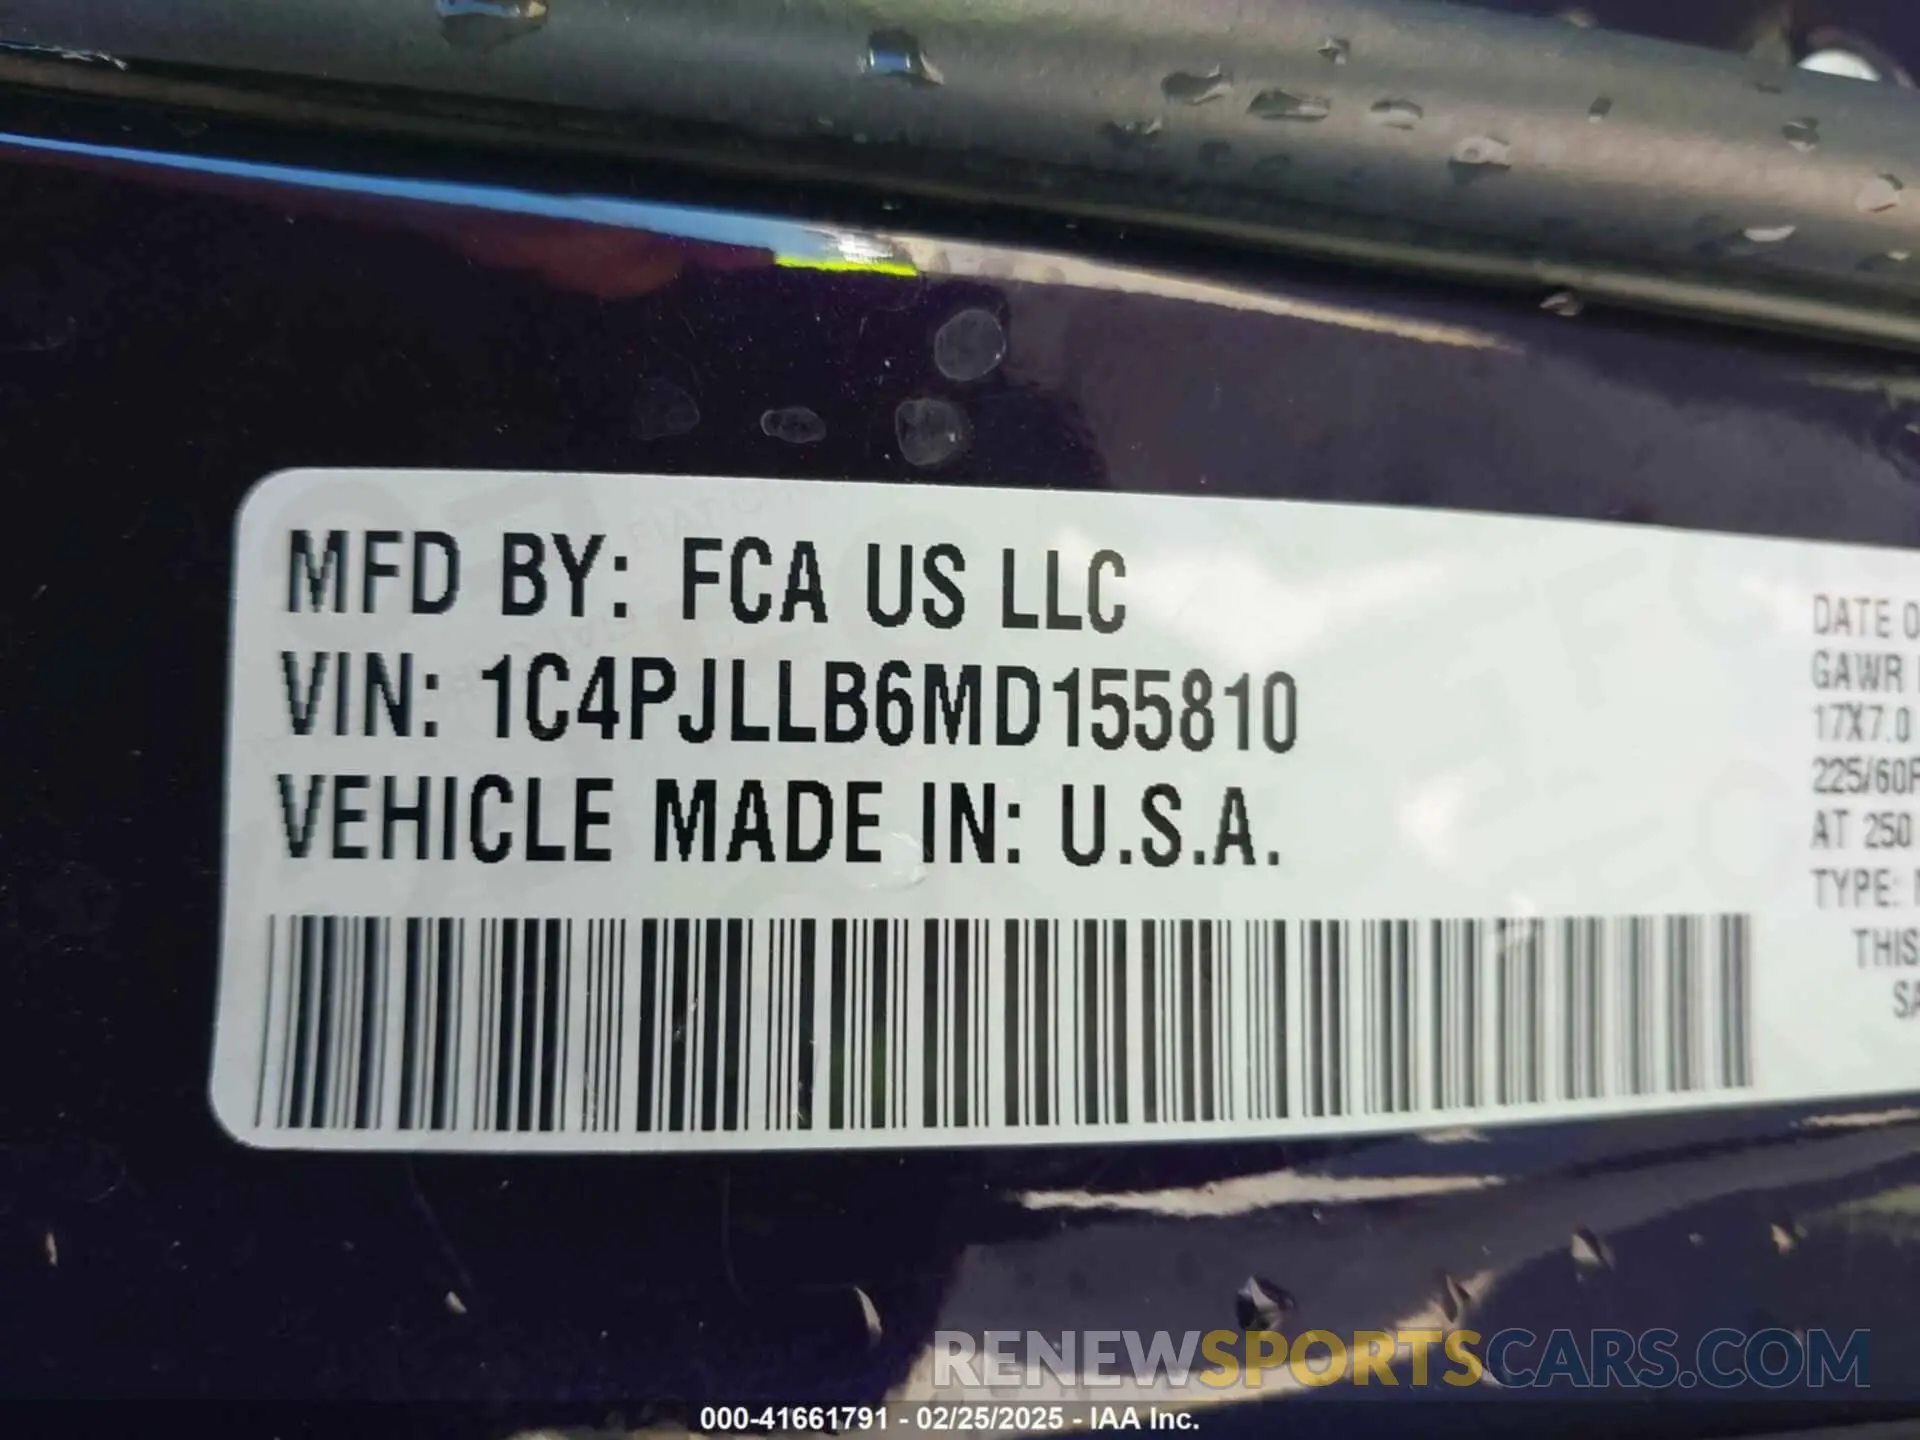 MFD BY: FCA US LLC
VIN: 1C4PJLLB6MD155810
VEHICLE MADE IN: U.S.A.
DATE
GAWR
17X7.0
AT 250
TYPE:
THIS
RENEWSPORTSCARS.COM
000-41661791 - 02/25/2025 - IAA Inc.